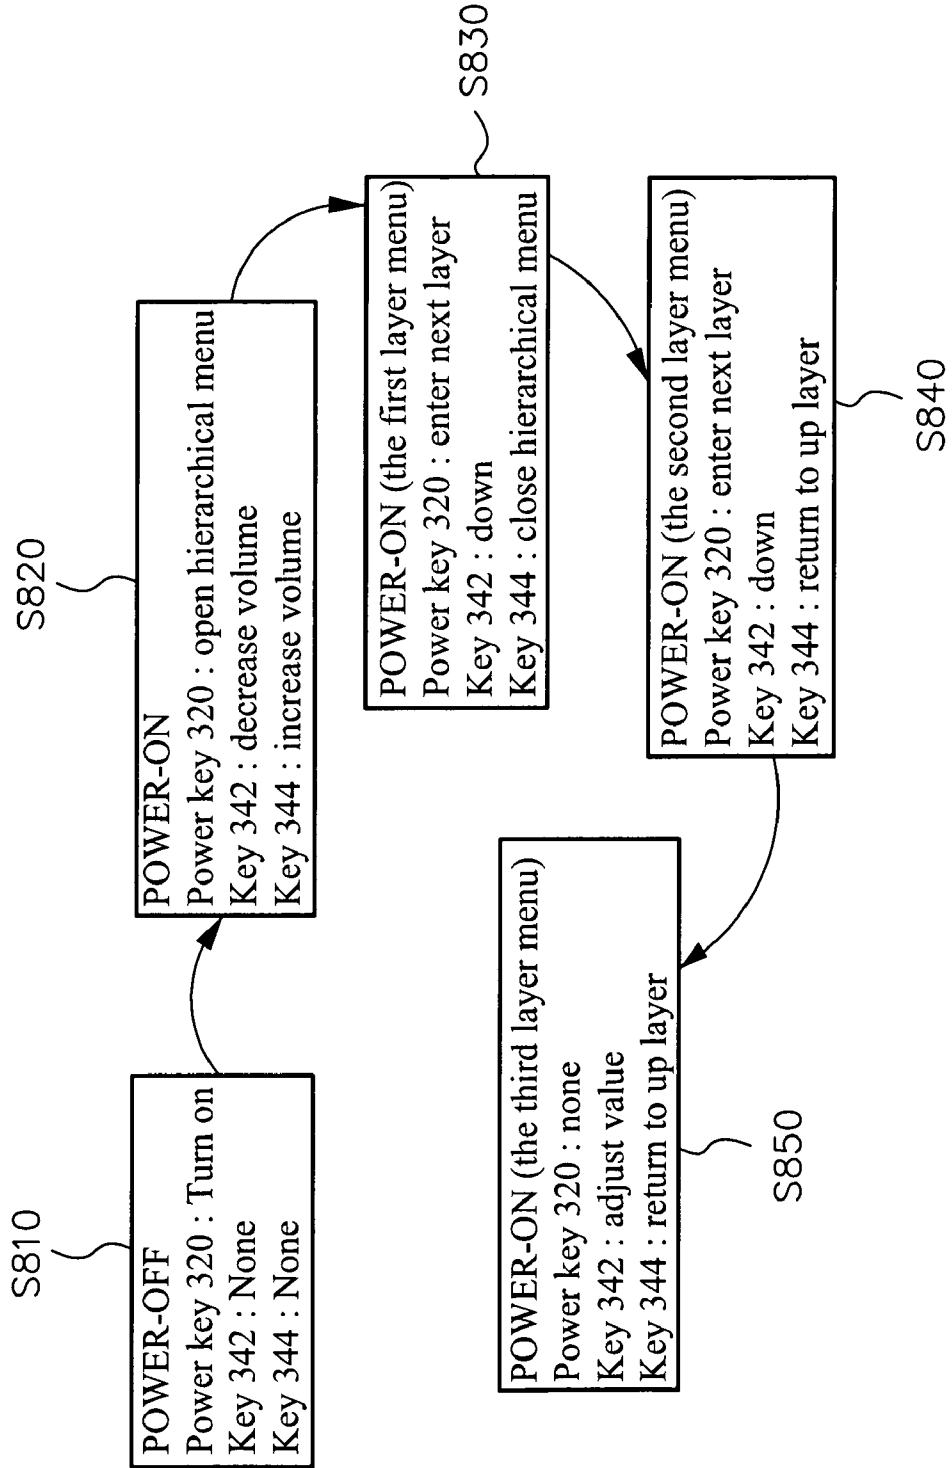 S810
POWER-OFF
Power key 320 : Turn on
Key 342 : None
Key 344 : None
S820
POWER-ON
Power key 320 : open hierarchical menu
Key 342 : decrease volume
Key 344 : increase volume
S830
POWER-ON (the first layer menu)
Power key 320 : enter next layer
Key 342 : down
Key 344 : close hierarchical menu
POWER-ON (the second layer menu)
Power key 320 : enter next layer
Key 342 : down
Key 344 : return to up layer
S840
POWER-ON (the third layer menu)
Power key 320 : none
Key 342 : adjust value
Key 344 : return to up layer
S850